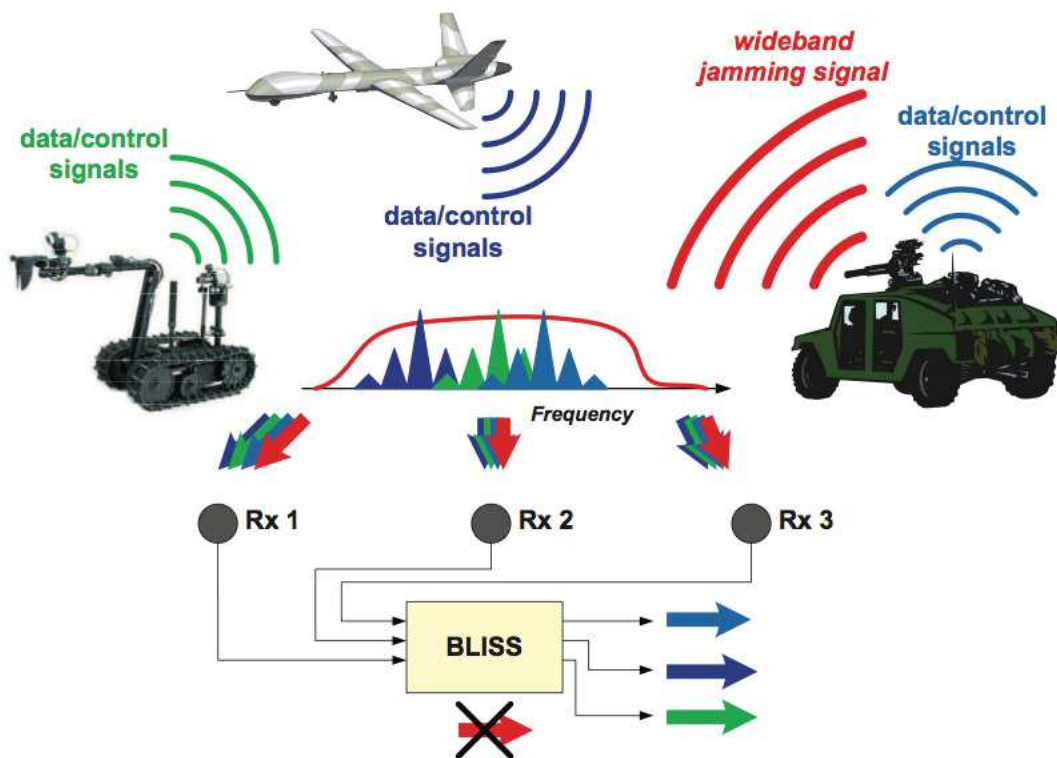 wideband
jamming signal
data/control
signals
data/control
signals
data/control
signals
Frequency
Rx 1
Rx 2
Rx 3
BLISS